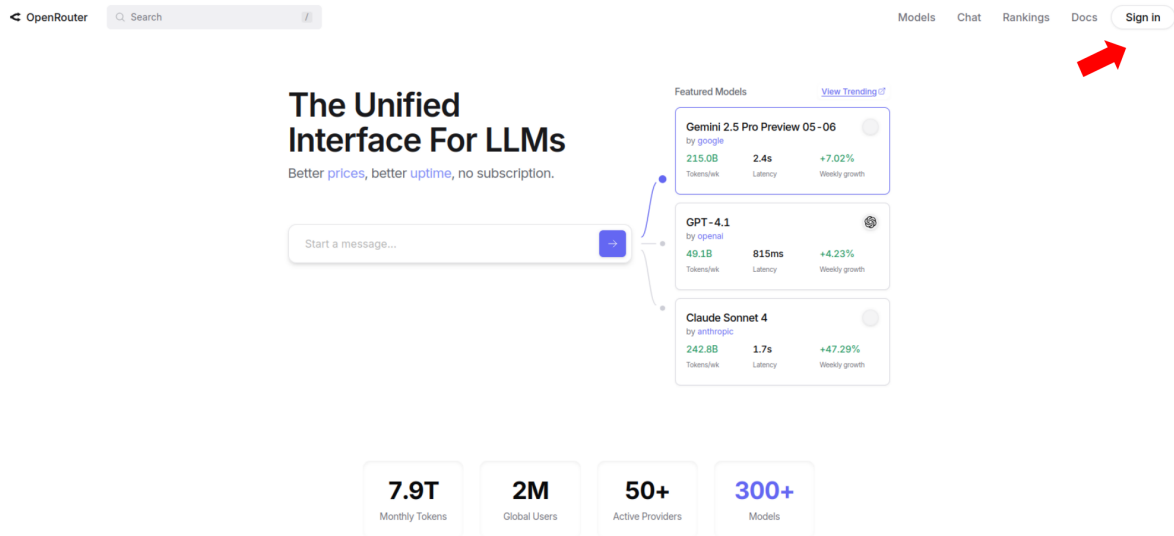 OpenRouter
Search
/
Models
Chat
Rankings
Docs
Sign in
The Unified
Interface For LLMs
Better prices, better uptime, no subscription.
Start a message...
Featured Models
View Trending
Gemini 2.5 Pro Preview 05-06
by google
215.0B 2.4s +7.02%
Tokens/wk Latency Weekly growth
GPT-4.1
by openai
49.1B 815ms +4.23%
Tokens/wk Latency Weekly growth
Claude Sonnet 4
by anthropic
242.8B 1.7s +47.29%
Tokens/wk Latency Weekly growth
7.9T
Monthly Tokens
2M
Global Users
50+
Active Providers
300+
Models